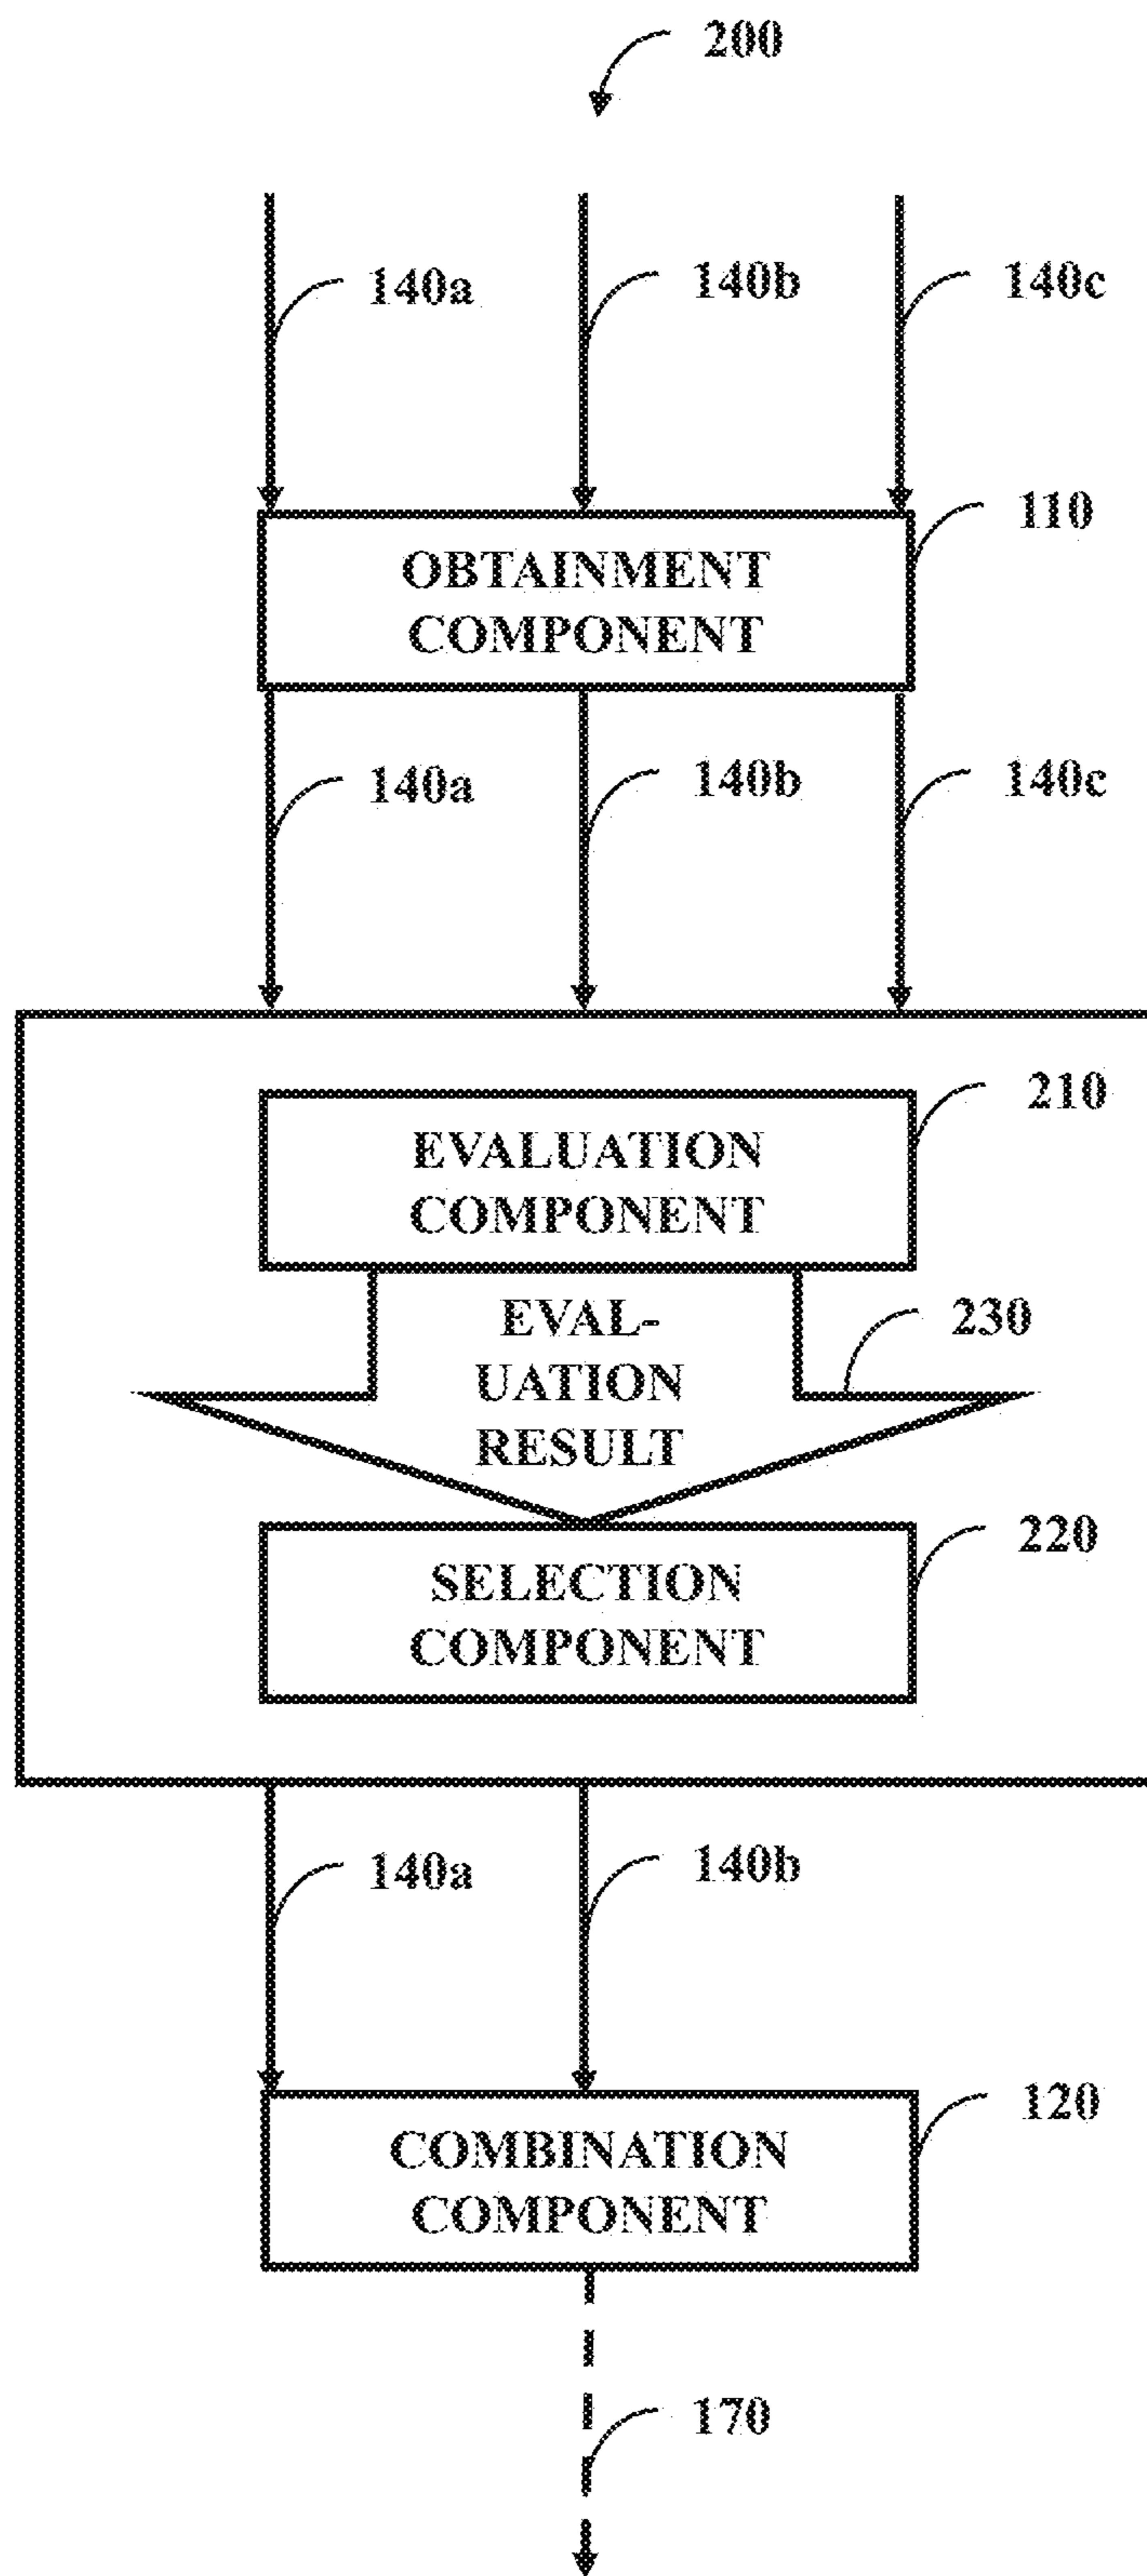 200
140a 140b 140c
110
OBTAINMENT
COMPONENT
140a 140b 140c
210
EVALUATION
COMPONENT
230
EVAL-
UATION
RESULT
220
SELECTION
COMPONENT
140a 140b
120
COMBINATION
COMPONENT
170